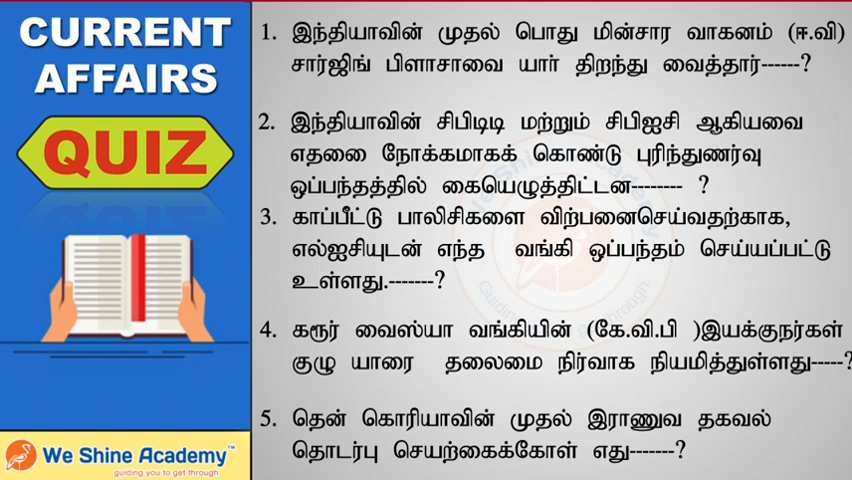 CURRENT
AFFAIRS
QUIZ
We Shine Academy™
guiding you to get through
1. இந்தியாவின் முதல் பொது மின்சார வாகனம் (ஈ.வி)
சார்ஜிங் பிளாசாவை யார் திறந்து வைத்தார்------?
2. இந்தியாவின் சிபிடிடி மற்றும் சிபிஐசி ஆகியவை
எதனை நோக்கமாகக் கொண்டு புரிந்துணர்வு
ஒப்பந்தத்தில் கையெழுத்திட்டன-------- ?
3. காப்பீட்டு பாலிசிகளை விற்பனைசெய்வதற்காக,
எல்ஐசியுடன் எந்த வங்கி ஒப்பந்தம் செய்யப்பட்டு
உள்ளது.-------?
4. கரூர் வைஸ்யா வங்கியின் (கே.வி.பி )இயக்குநர்கள்
குழு யாரை தலைமை நிர்வாக நியமித்துள்ளது-----?
5. தென் கொரியாவின் முதல் இராணுவ தகவல்
தொடர்பு செயற்கைக்கோள் எது-------?